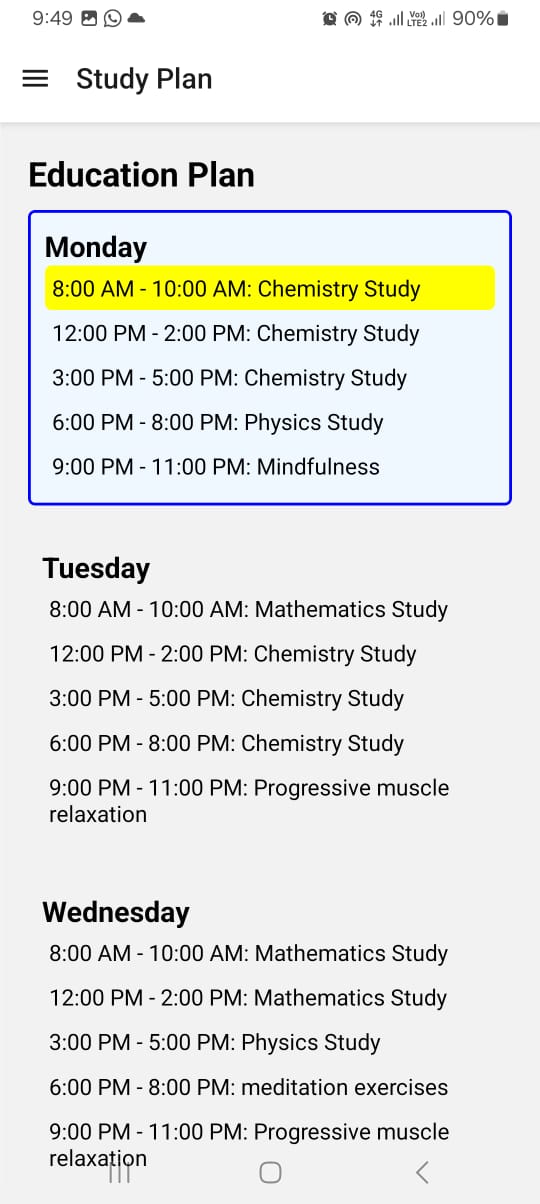 9:49 4G Vo)) LTE2 90%
Study Plan
Education Plan
Monday
8:00 AM - 10:00 AM: Chemistry Study
12:00 PM - 2:00 PM: Chemistry Study
3:00 PM - 5:00 PM: Chemistry Study
6:00 PM - 8:00 PM: Physics Study
9:00 PM - 11:00 PM: Mindfulness
Tuesday
8:00 AM - 10:00 AM: Mathematics Study
12:00 PM - 2:00 PM: Chemistry Study
3:00 PM - 5:00 PM: Chemistry Study
6:00 PM - 8:00 PM: Chemistry Study
9:00 PM - 11:00 PM: Progressive muscle
relaxation
Wednesday
8:00 AM - 10:00 AM: Mathematics Study
12:00 PM - 2:00 PM: Mathematics Study
3:00 PM - 5:00 PM: Physics Study
6:00 PM - 8:00 PM: meditation exercises
9:00 PM - 11:00 PM: Progressive muscle
relaxation